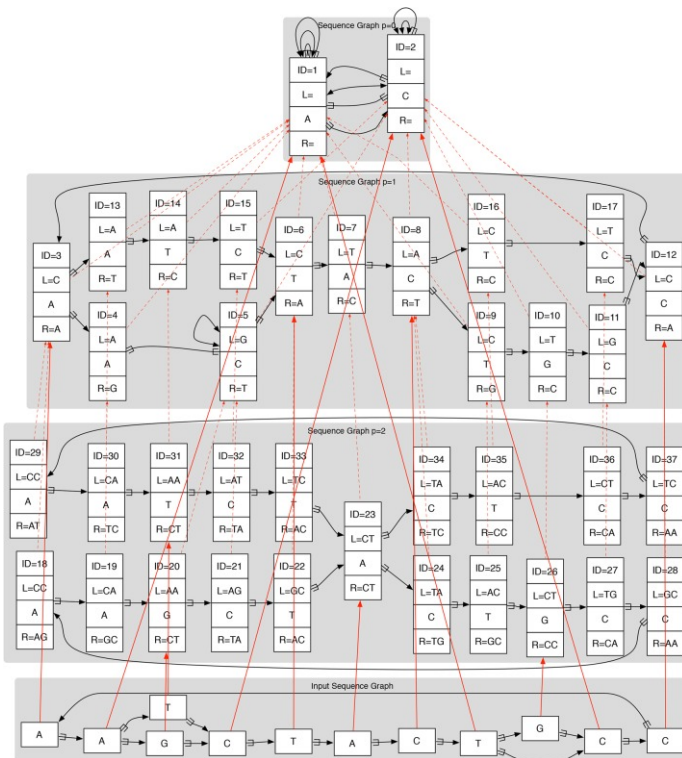 Sequence Graph p=0
ID=1
L=
A
R=
ID=2
L=
C
R=
Sequence Graph p=1
ID=3
L=C
A
R=A
ID=13
L=A
A
R=T
ID=14
L=A
T
R=C
ID=15
L=T
C
R=T
ID=6
L=C
T
R=A
ID=7
L=T
A
R=C
ID=8
L=A
C
R=T
ID=16
L=C
T
R=C
ID=17
L=T
C
R=C
ID=12
L=C
C
R=A
ID=4
L=A
A
R=G
ID=5
L=G
C
R=T
ID=9
L=C
T
R=G
ID=10
L=T
G
R=C
ID=11
L=G
C
R=C
Sequence Graph p=2
ID=29
L=CC
A
R=AT
ID=30
L=CA
A
R=TC
ID=31
L=AA
T
R=CT
ID=32
L=AT
C
R=TA
ID=33
L=TC
T
R=AC
ID=23
L=CT
A
R=CT
ID=34
L=TA
C
R=TC
ID=35
L=AC
T
R=CC
ID=36
L=CT
C
R=CA
ID=37
L=TC
C
R=AA
ID=18
L=CC
A
R=AG
ID=19
L=CA
A
R=GC
ID=20
L=AA
G
R=CT
ID=21
L=AG
C
R=TA
ID=22
L=GC
T
R=AC
ID=24
L=TA
C
R=TG
ID=25
L=AC
T
R=GC
ID=26
L=CT
G
R=CC
ID=27
L=TG
C
R=CA
ID=28
L=GC
C
R=AA
Input Sequence Graph
T
G
A
A
G
C
T
A
C
T
C
C